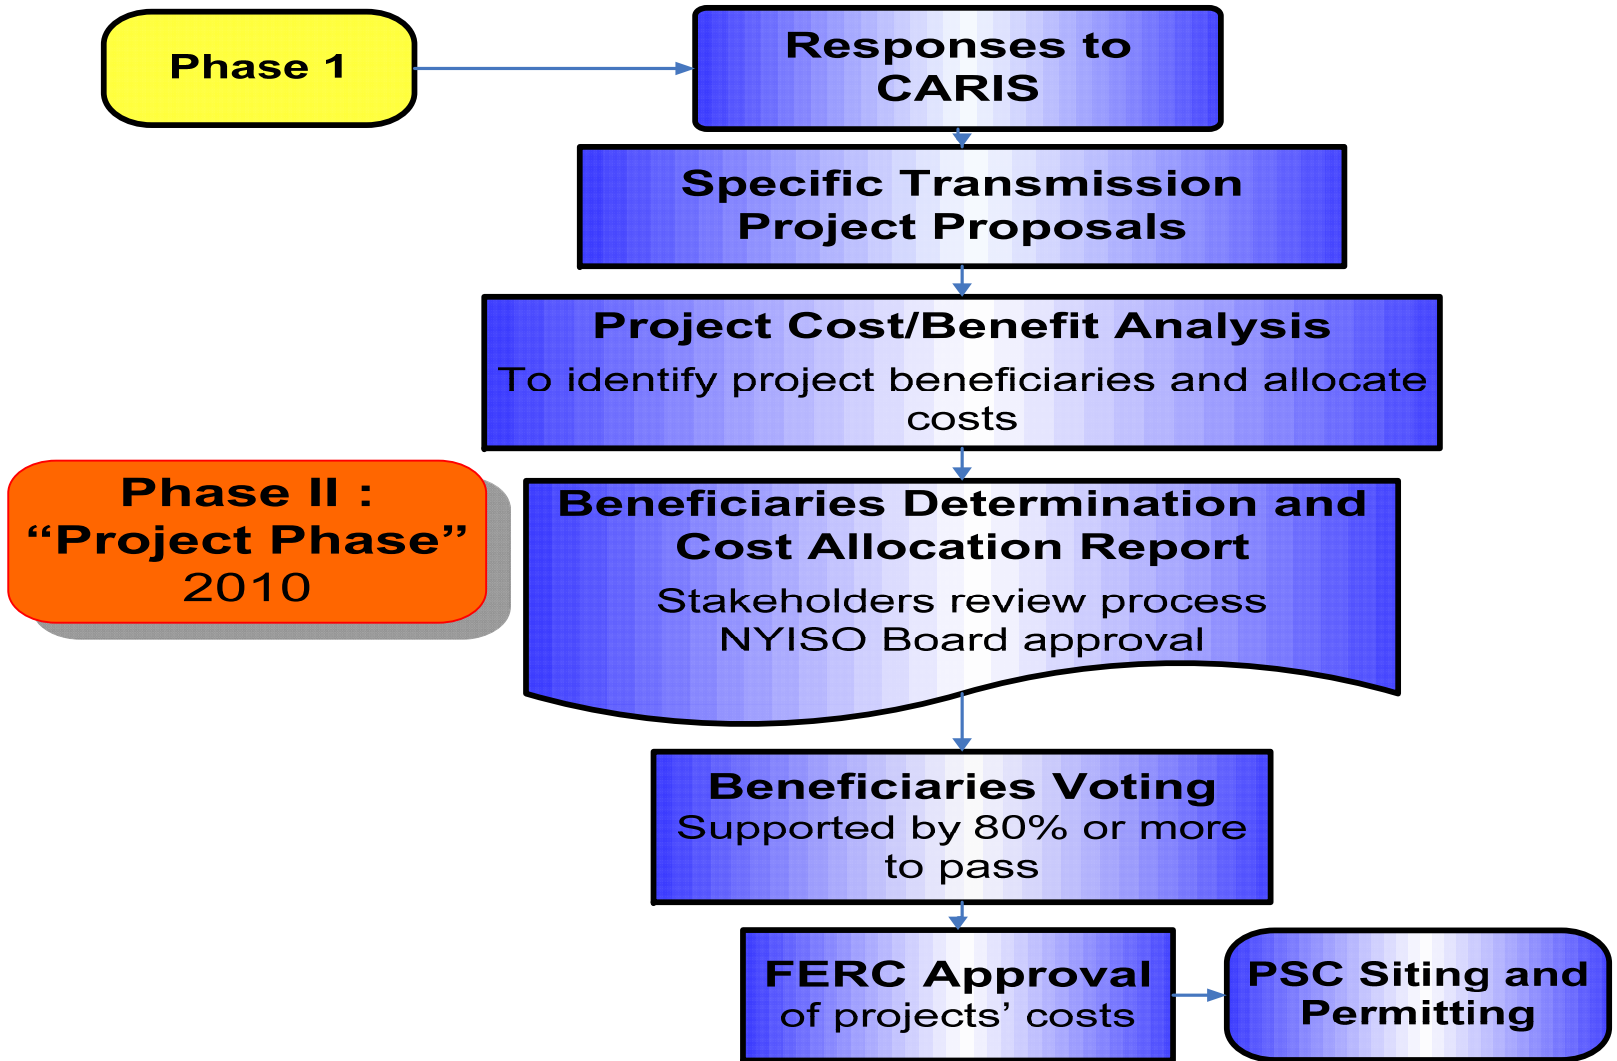 Phase 1
Responses to
CARIS
Specific Transmission
Project Proposals
Project Cost/Benefit Analysis
To identify project beneficiaries and allocate
costs
Phase II :
“Project Phase”
2010
Beneficiaries Determination and
Cost Allocation Report
Stakeholders review process
NYISO Board approval
Beneficiaries Voting
Supported by 80% or more
to pass
FERC Approval
of projects’ costs
PSC Siting and
Permitting